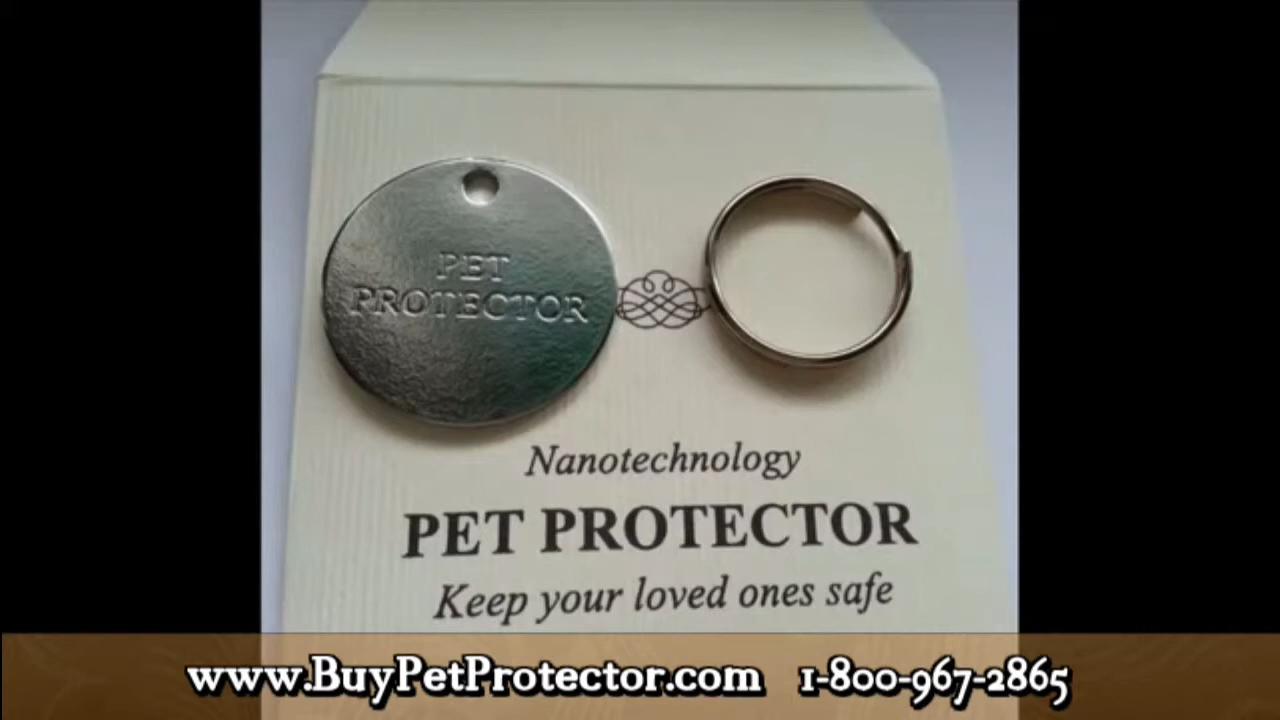 PET
PROTECTOR
Nanotechnology
PET PROTECTOR
Keep your loved ones safe
www.BuyPetProtector.com 1-800-967-2865